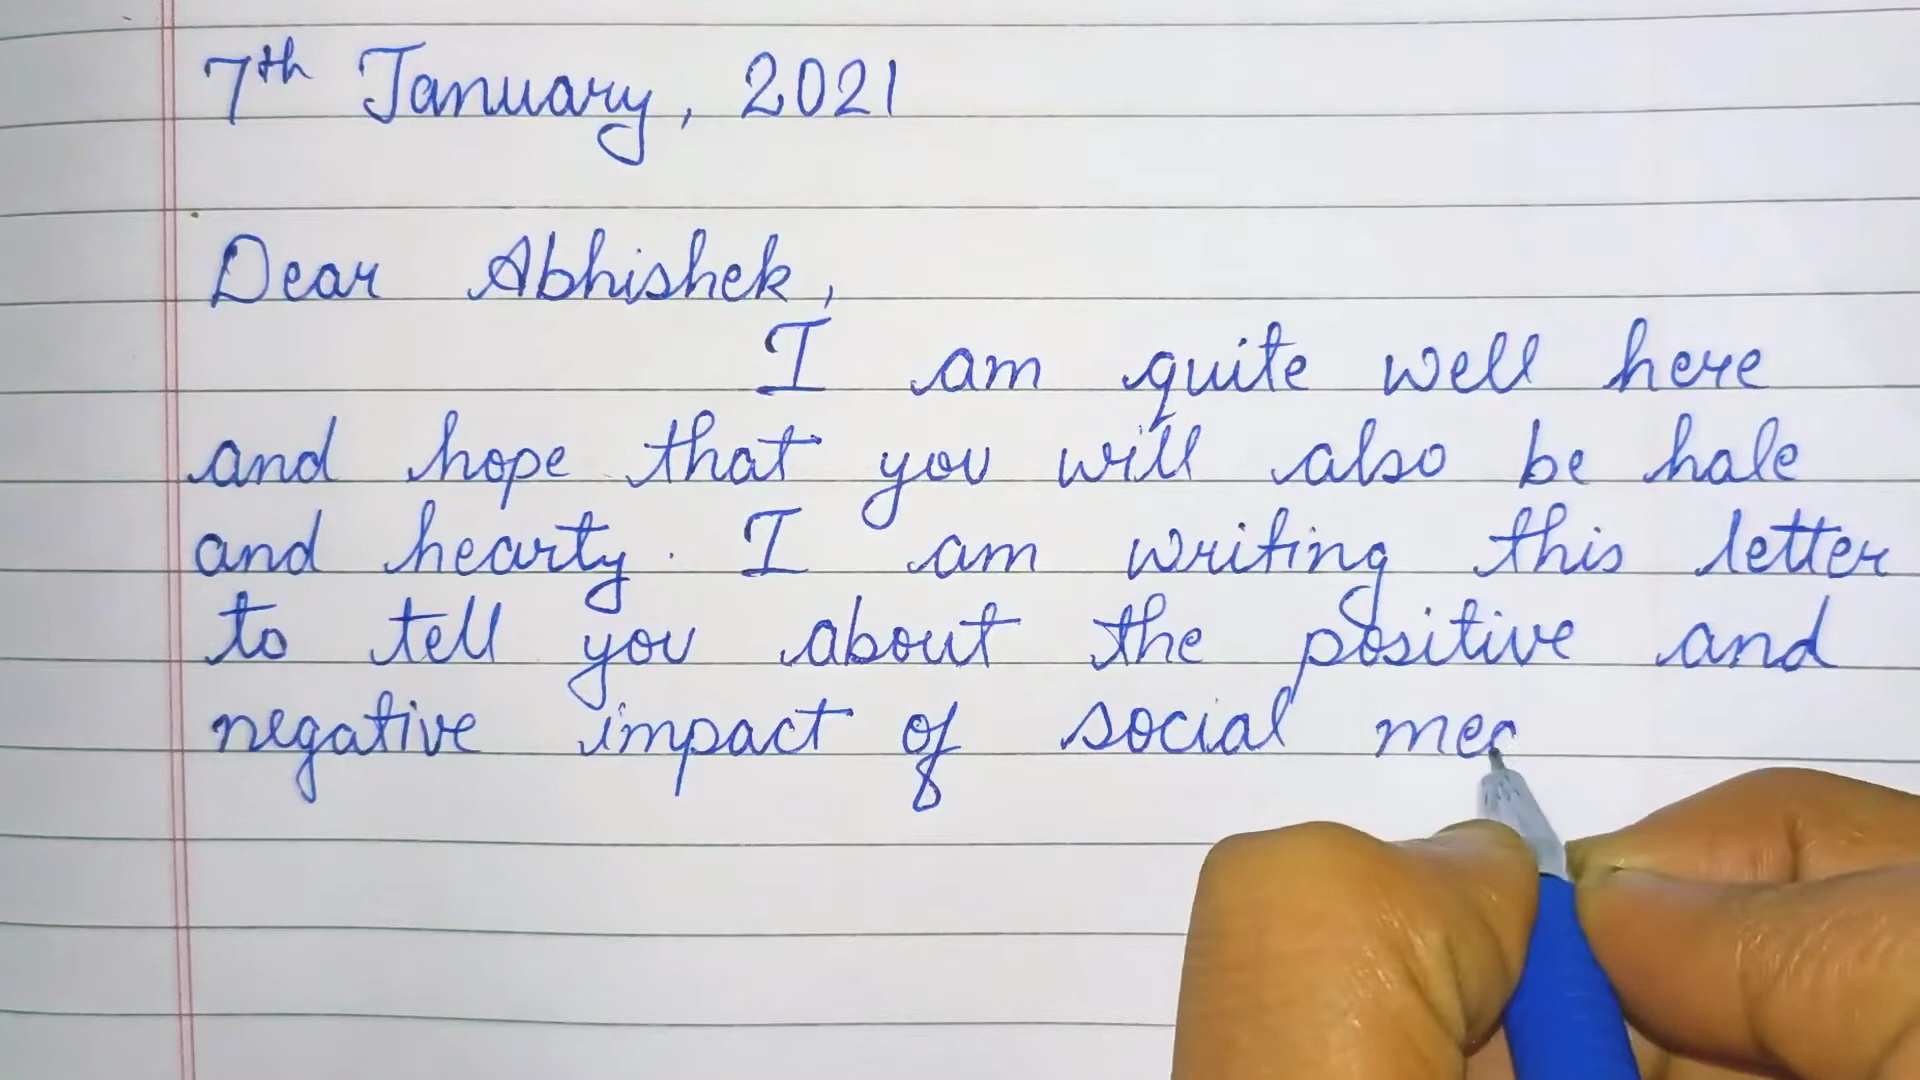 7th January, 2021
Dear Abhishek,
I am quite well here
and hope that you will also be hale
and hearty. I am writing this letter
to tell you about the positive and
negative impact of social